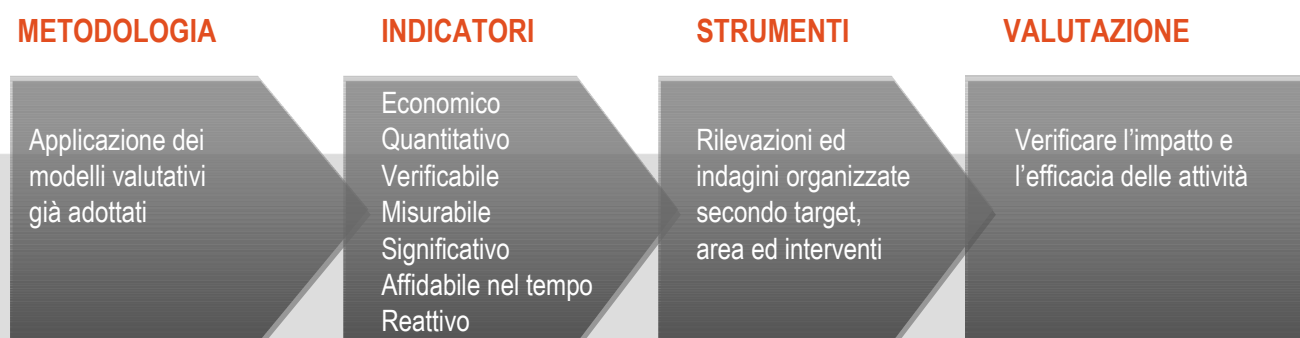 METODOLOGIA
Applicazione dei
modelli valutativi
già adottati
INDICATORI
Economico
Quantitativo
Verificabile
Misurabile
Significativo
Affidabile nel tempo
Reattivo
STRUMENTI
Rilevazioni ed
indagini organizzate
secondo target,
area ed interventi
VALUTAZIONE
Verificare l’impatto e
l’efficacia delle attività